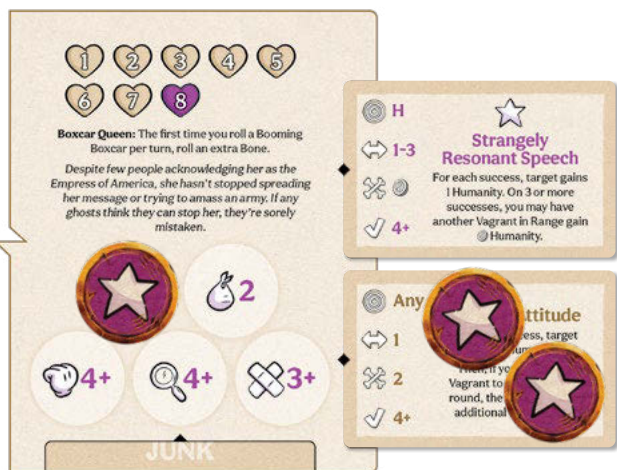 1 2 3 4 5
6 7 8
Boxcar Queen: The first time you roll a Booming
Boxcar per turn, roll an extra Bone.
Despite few people acknowledging her as the
Empress of America, she hasn't stopped spreading
her message or trying to amass an army. If any
ghosts think they can stop her, they're sorely
mistaken.
2
4+ 4+ 3+
JUNK
H
1-3
4+
Strangely
Resonant Speech
For each success, target gains
1 Humanity. On 3 or more
successes, you may have
another Vagrant in Range gain
Humanity.
Any
1
2
4+
ttitude
ess, target
if yo
Vagrant to
round, the
additional